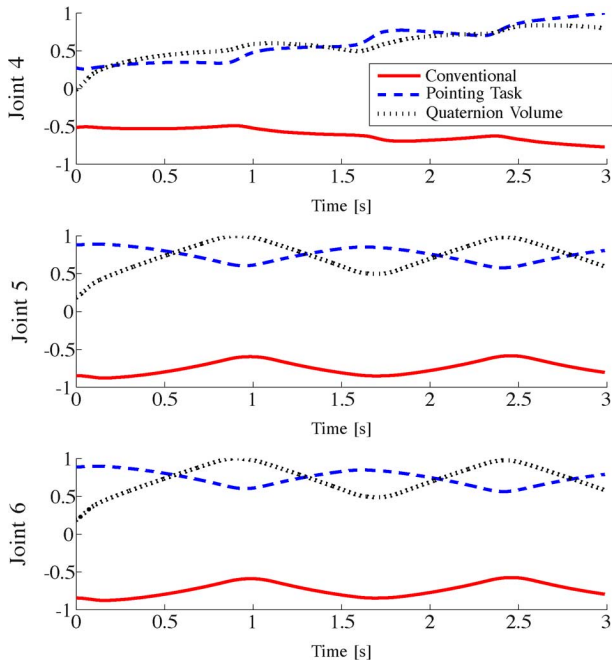 1
0.5
0
-0.5
-1
Joint 4
Conventional
Pointing Task
Quaternion Volume
0 0.5 1 1.5 2 2.5 3
Time [s]
1
0.5
0
-0.5
-1
Joint 5
0 0.5 1 1.5 2 2.5 3
Time [s]
1
0.5
0
-0.5
-1
Joint 6
0 0.5 1 1.5 2 2.5 3
Time [s]